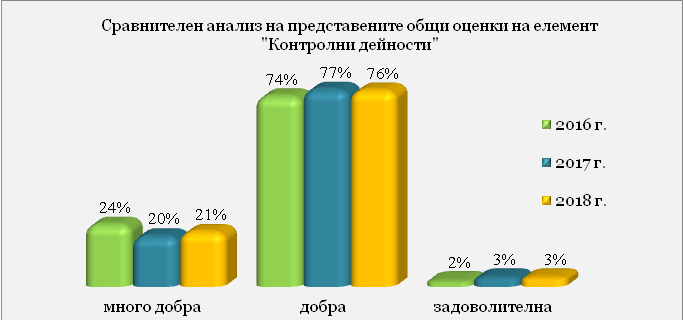 Сравнителен анализ на представените общи оценки на елемент
"Контролни дейности"
74%
77%
76%
24%
20%
21%
2%
3%
3%
много добра
добра
задоволителна
2016 г.
2017 г.
2018 г.